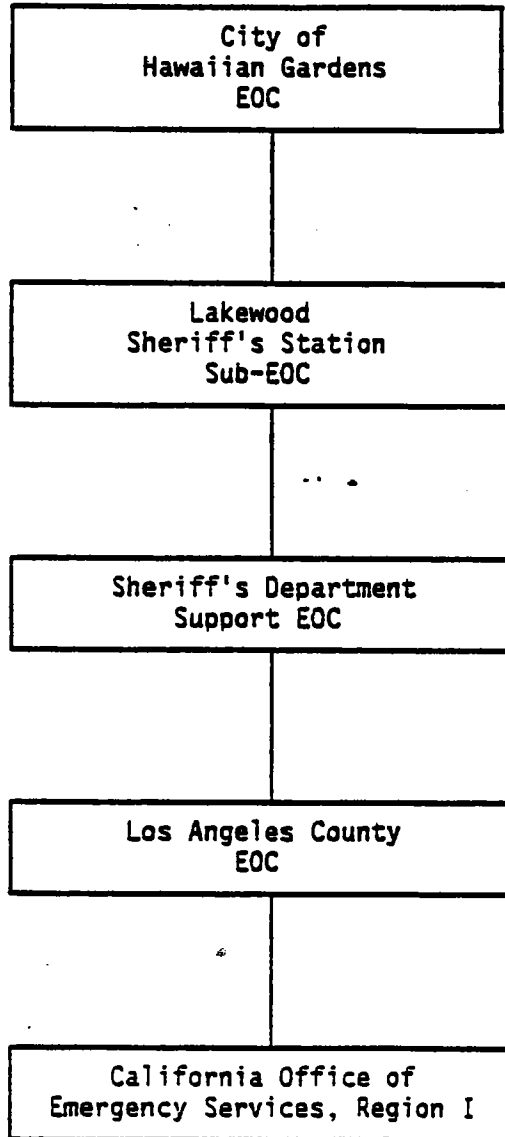 City of
Hawaiian Gardens
EOC
Lakewood
Sheriff's Station
Sub-EOC
Sheriff's Department
Support EOC
Los Angeles County
EOC
California Office of
Emergency Services, Region I